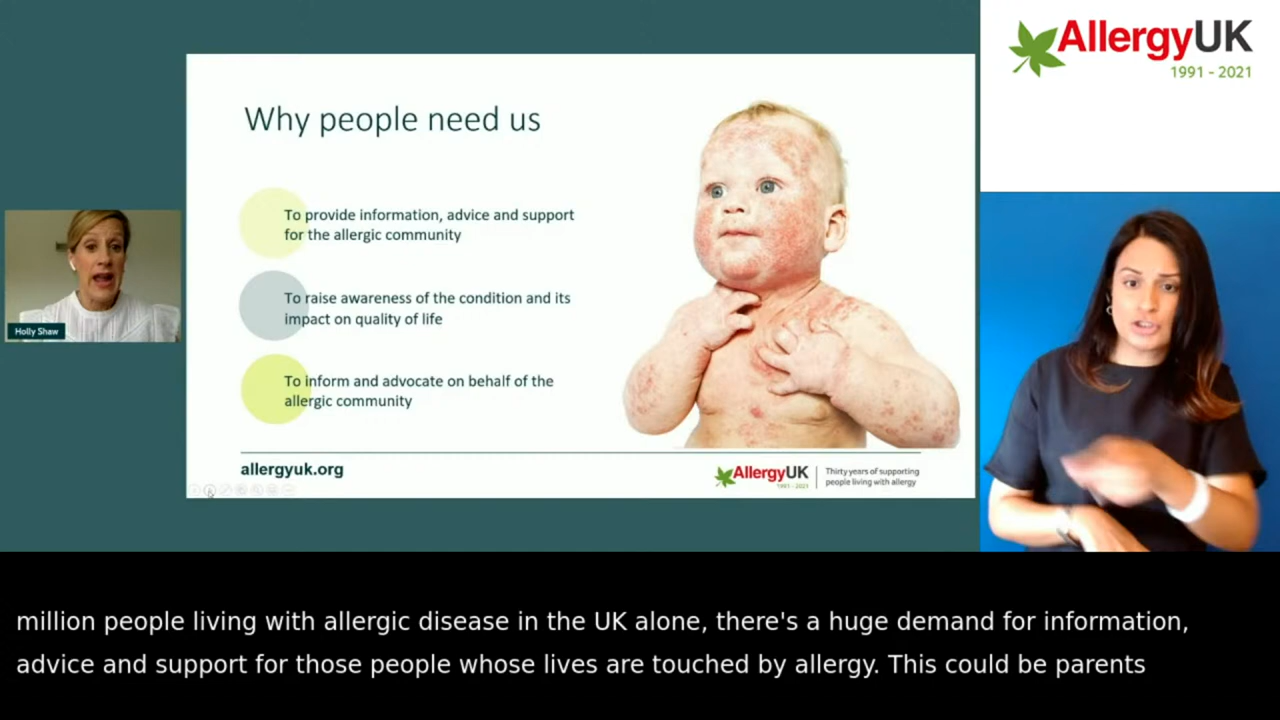 AllergyUK
1991 - 2021
Why people need us
To provide information, advice and support
for the allergic community
To raise awareness of the condition and its
impact on quality of life
To inform and advocate on behalf of the
allergic community
Holly Shaw
allergyuk.org
AllergyUK
1991 - 2021
Thirty years of supporting
people living with allergy
million people living with allergic disease in the UK alone, there's a huge demand for information,
advice and support for those people whose lives are touched by allergy. This could be parents